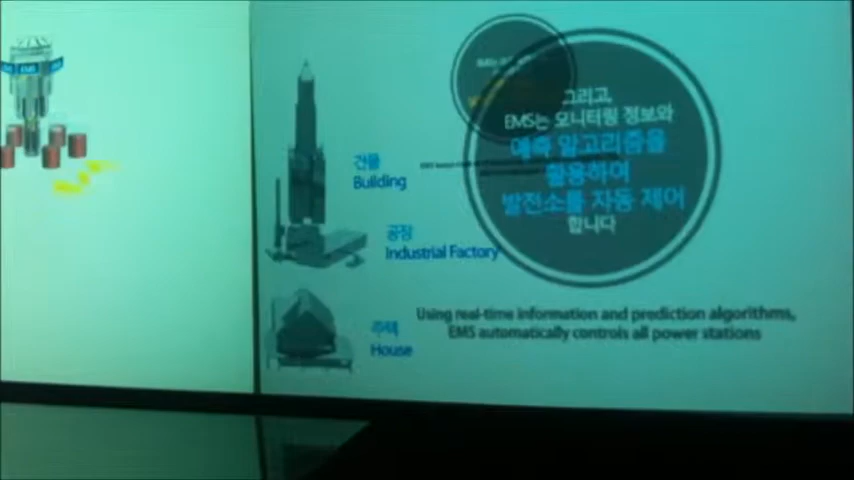 EMS
그리고,
EMS는 모니터링 정보와
예측 알고리즘을
활용하여
발전소를 자동 제어
합니다
건물
Building
공장
Industrial Factory
주택
House
Using real-time information and prediction algorithms,
EMS automatically controls all power stations